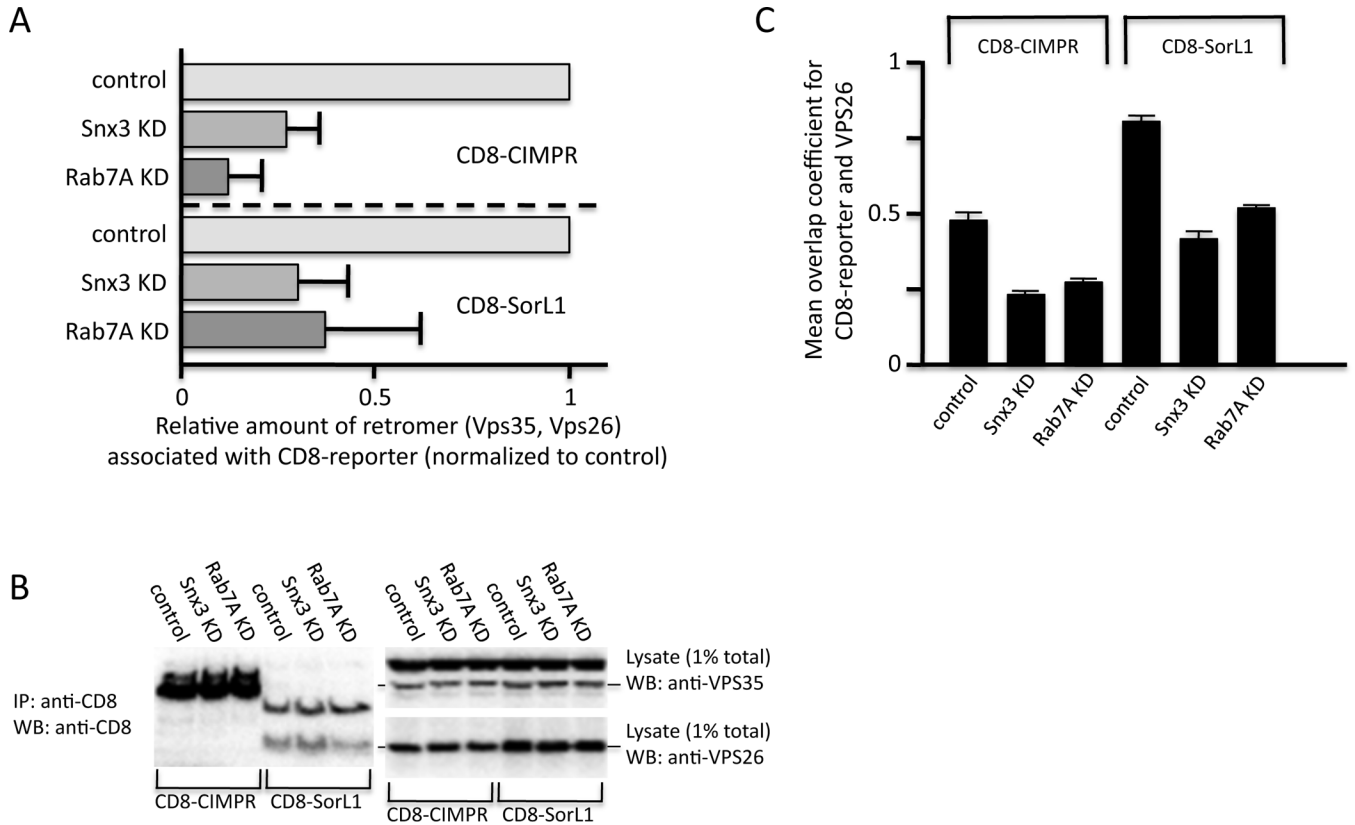 A
control
Snx3 KD
Rab7A KD
CD8-CIMPR
control
Snx3 KD
Rab7A KD
CD8-SorL1
0
0.5
1
Relative amount of retromer (Vps35, Vps26)
associated with CD8-reporter (normalized to control)
C
CD8-CIMPR
CD8-SorL1
Mean overlap coefficient for
CD8-reporter and VPS26
1
0.5
0
control
Snx3 KD
Rab7A KD
control
Snx3 KD
Rab7A KD
B
control
Snx3 KD
Rab7A KD
control
Snx3 KD
Rab7A KD
control
Snx3 KD
Rab7A KD
control
Snx3 KD
Rab7A KD
IP: anti-CD8
WB: anti-CD8
Lysate (1% total)
WB: anti-VPS35
Lysate (1% total)
WB: anti-VPS26
CD8-CIMPR
CD8-SorL1
CD8-CIMPR
CD8-SorL1